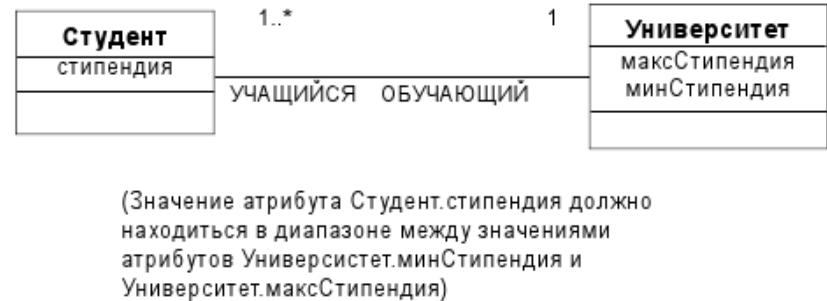 Студент
стипендия
1..*
1
УЧАЩИЙСЯ ОБУЧАЮЩИЙ
Университет
максСтипендия
минСтипендия
(Значение атрибута Студент.стипендия должно
находиться в диапазоне между значениями
атрибутов Универсистет.минСтипендия и
Университет.максСтипендия)